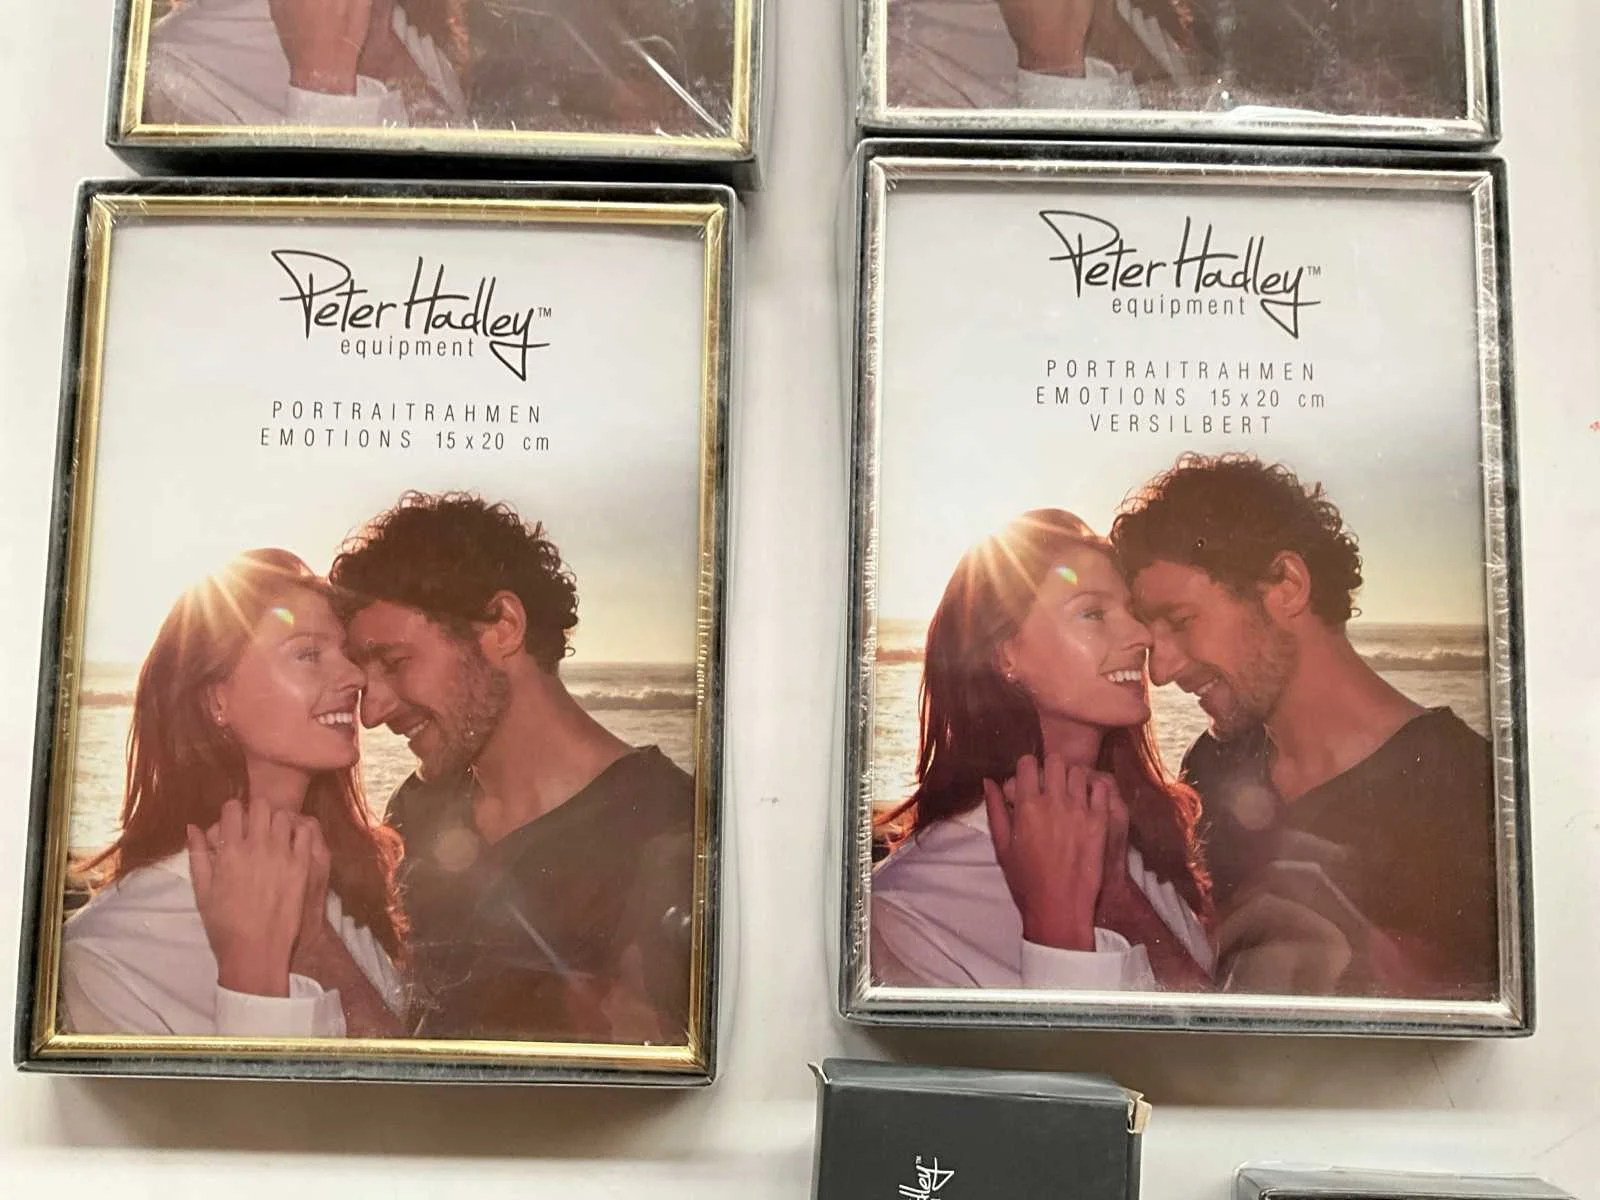 Peter Hadley™
equipment
PORTRAITRAHMEN
EMOTIONS 15x20 cm
Peter Hadley™
equipment
PORTRAITRAHMEN
EMOTIONS 15x20 cm
VERSILBERT